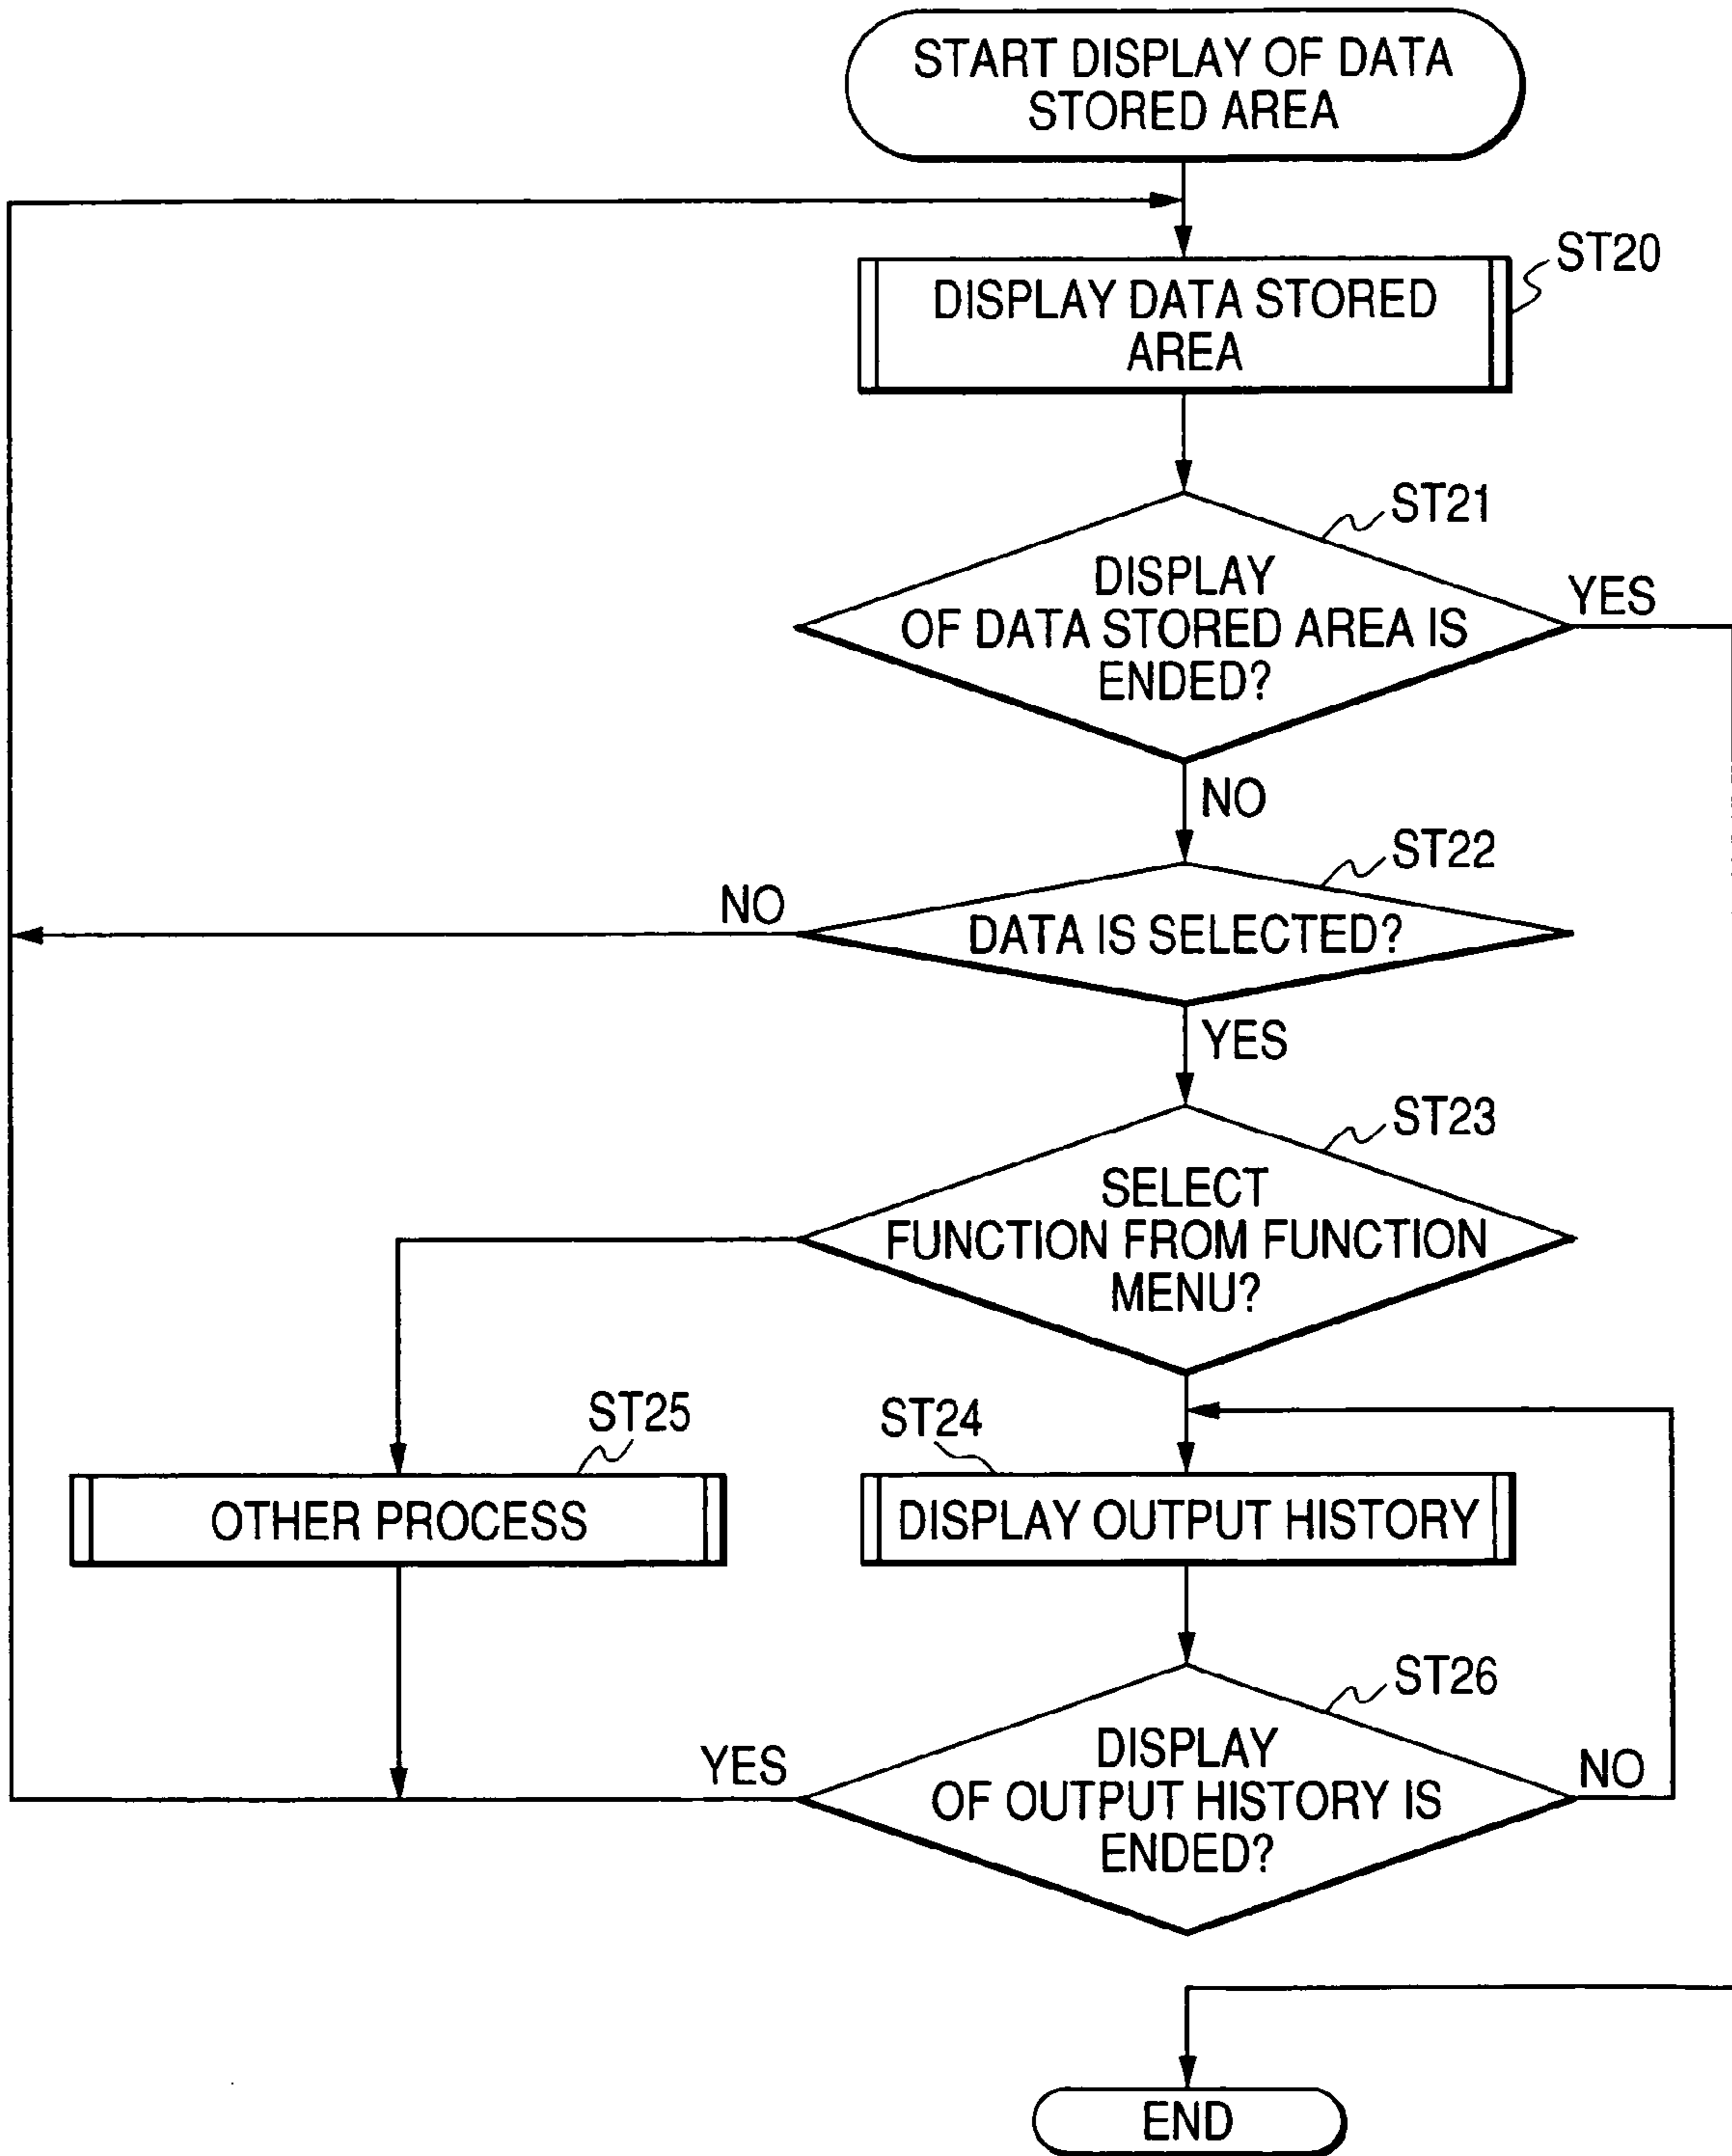 START DISPLAY OF DATA
STORED AREA
ST20
DISPLAY DATA STORED
AREA
ST21
DISPLAY
OF DATA STORED AREA IS
ENDED?
YES
NO
ST22
NO
DATA IS SELECTED?
YES
ST23
SELECT
FUNCTION FROM FUNCTION
MENU?
ST25
ST24
OTHER PROCESS
DISPLAY OUTPUT HISTORY
ST26
YES
DISPLAY
OF OUTPUT HISTORY IS
ENDED?
NO
END